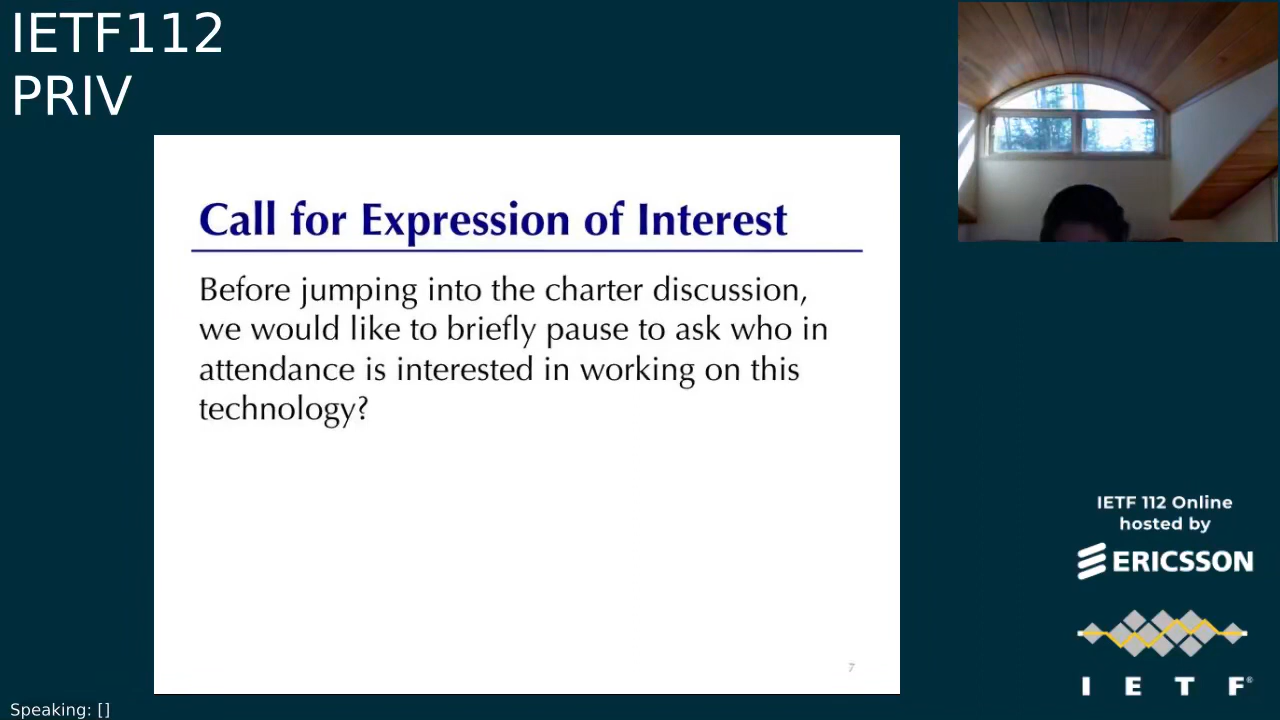 IETF112
PRIV
Call for Expression of Interest
Before jumping into the charter discussion,
we would like to briefly pause to ask who in
attendance is interested in working on this
technology?
7
IETF 112 Online
hosted by
ERICSSON
I E T F®
Speaking: []